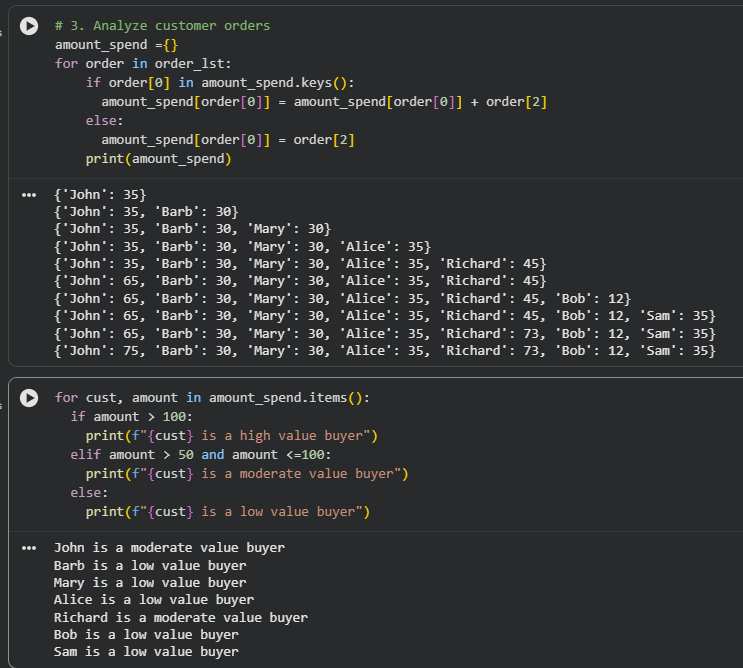 # 3. Analyze customer orders
amount_spend ={}
for order in order_lst:
    if order[0] in amount_spend.keys():
      amount_spend[order[0]] = amount_spend[order[0]] + order[2]
    else:
      amount_spend[order[0]] = order[2]
    print(amount_spend)
{'John': 35}
{'John': 35, 'Barb': 30}
{'John': 35, 'Barb': 30, 'Mary': 30}
{'John': 35, 'Barb': 30, 'Mary': 30, 'Alice': 35}
{'John': 35, 'Barb': 30, 'Mary': 30, 'Alice': 35, 'Richard': 45}
{'John': 65, 'Barb': 30, 'Mary': 30, 'Alice': 35, 'Richard': 45}
{'John': 65, 'Barb': 30, 'Mary': 30, 'Alice': 35, 'Richard': 45, 'Bob': 12}
{'John': 65, 'Barb': 30, 'Mary': 30, 'Alice': 35, 'Richard': 45, 'Bob': 12, 'Sam': 35}
{'John': 65, 'Barb': 30, 'Mary': 30, 'Alice': 35, 'Richard': 73, 'Bob': 12, 'Sam': 35}
{'John': 75, 'Barb': 30, 'Mary': 30, 'Alice': 35, 'Richard': 73, 'Bob': 12, 'Sam': 35}
for cust, amount in amount_spend.items():
  if amount > 100:
    print(f"{cust} is a high value buyer")
  elif amount > 50 and amount <=100:
    print(f"{cust} is a moderate value buyer")
  else:
    print(f"{cust} is a low value buyer")
John is a moderate value buyer
Barb is a low value buyer
Mary is a low value buyer
Alice is a low value buyer
Richard is a moderate value buyer
Bob is a low value buyer
Sam is a low value buyer